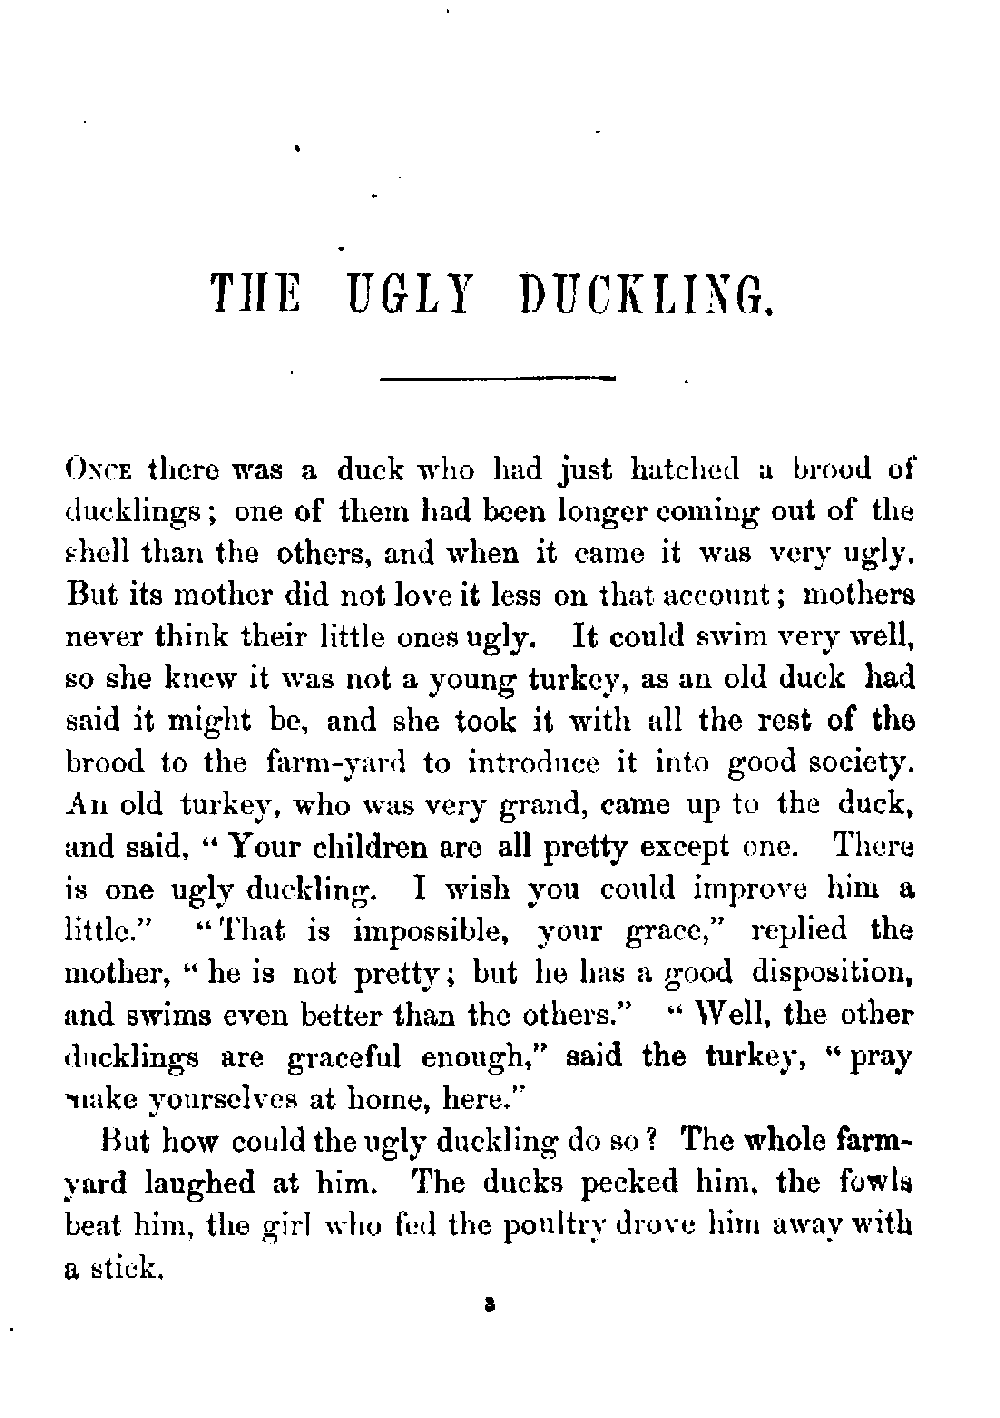 THE UGLY DUCKLING.
ONCE there was a duck who had just hatched a brood of
ducklings; one of them had been longer coming out of the
shell than the others, and when it came it was very ugly.
But its mother did not love it less on that account; mothers
never think their little ones ugly. It could swim very well,
so she knew it was not a young turkey, as an old duck had
said it might be, and she took it with all the rest of the
brood to the farm-yard to introduce it into good society.
An old turkey, who was very grand, came up to the duck,
and said, “Your children are all pretty except one. There
is one ugly duckling. I wish you could improve him a
little.” “That is impossible, your grace,” replied the
mother, “he is not pretty; but he has a good disposition,
and swims even better than the others.” “Well, the other
ducklings are graceful enough,” said the turkey, “pray
make yourselves at home, here.”
But how could the ugly duckling do so? The whole farm-
yard laughed at him. The ducks pecked him, the fowls
beat him, the girl who fed the poultry drove him away with
a stick.
3